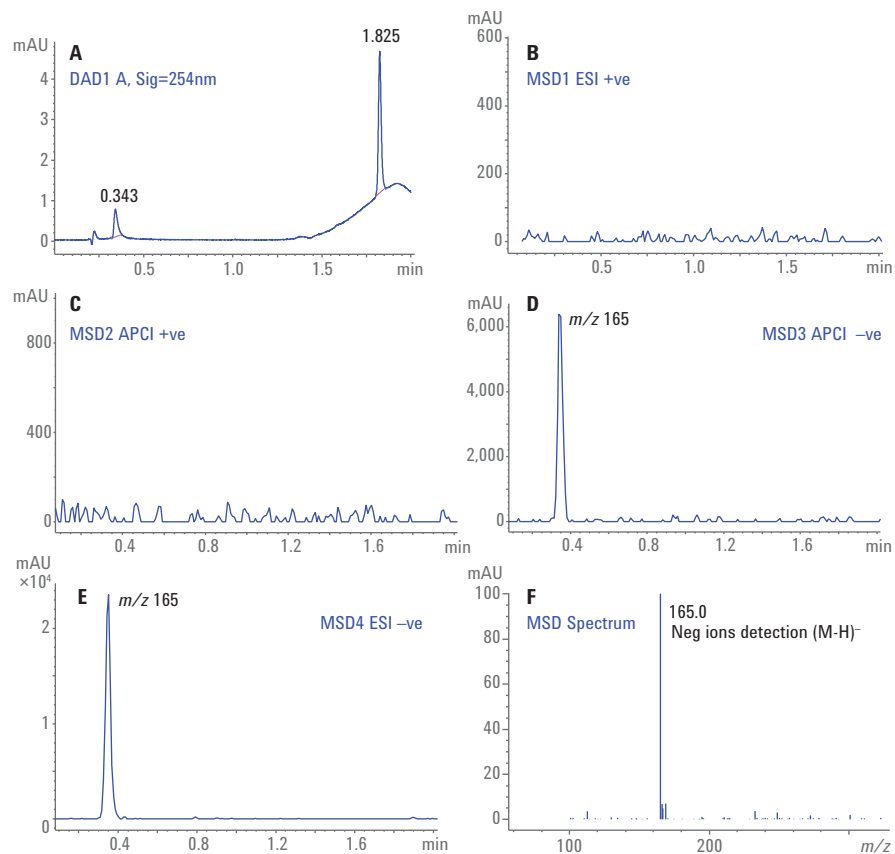 mAU
A
DAD1 A, Sig=254nm
1.825
0.343
4
3
2
1
0
0.5
1.0
1.5
min
mAU
B
MSD1 ESI +ve
600
400
200
0
0.5
1.0
1.5
min
mAU
C
MSD2 APCI +ve
800
400
0
0.4
0.8
1.2
1.6
min
mAU
D
m/z 165
MSD3 APCI –ve
6,000
4,000
2,000
0
0.4
0.8
1.2
1.6
min
mAU
×10⁴
E
m/z 165
MSD4 ESI –ve
2
1
0
0.4
0.8
1.2
1.6
min
mAU
F
MSD Spectrum
165.0
Neg ions detection (M-H)⁻
100
80
60
40
20
0
100
200
m/z